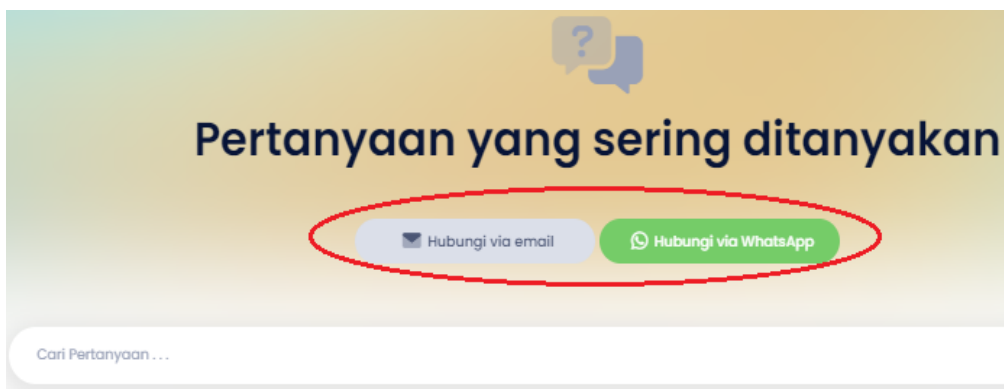 Pertanyaan yang sering ditanyakan
Hubungi via email
Hubungi via WhatsApp
Cari Pertanyaan ...